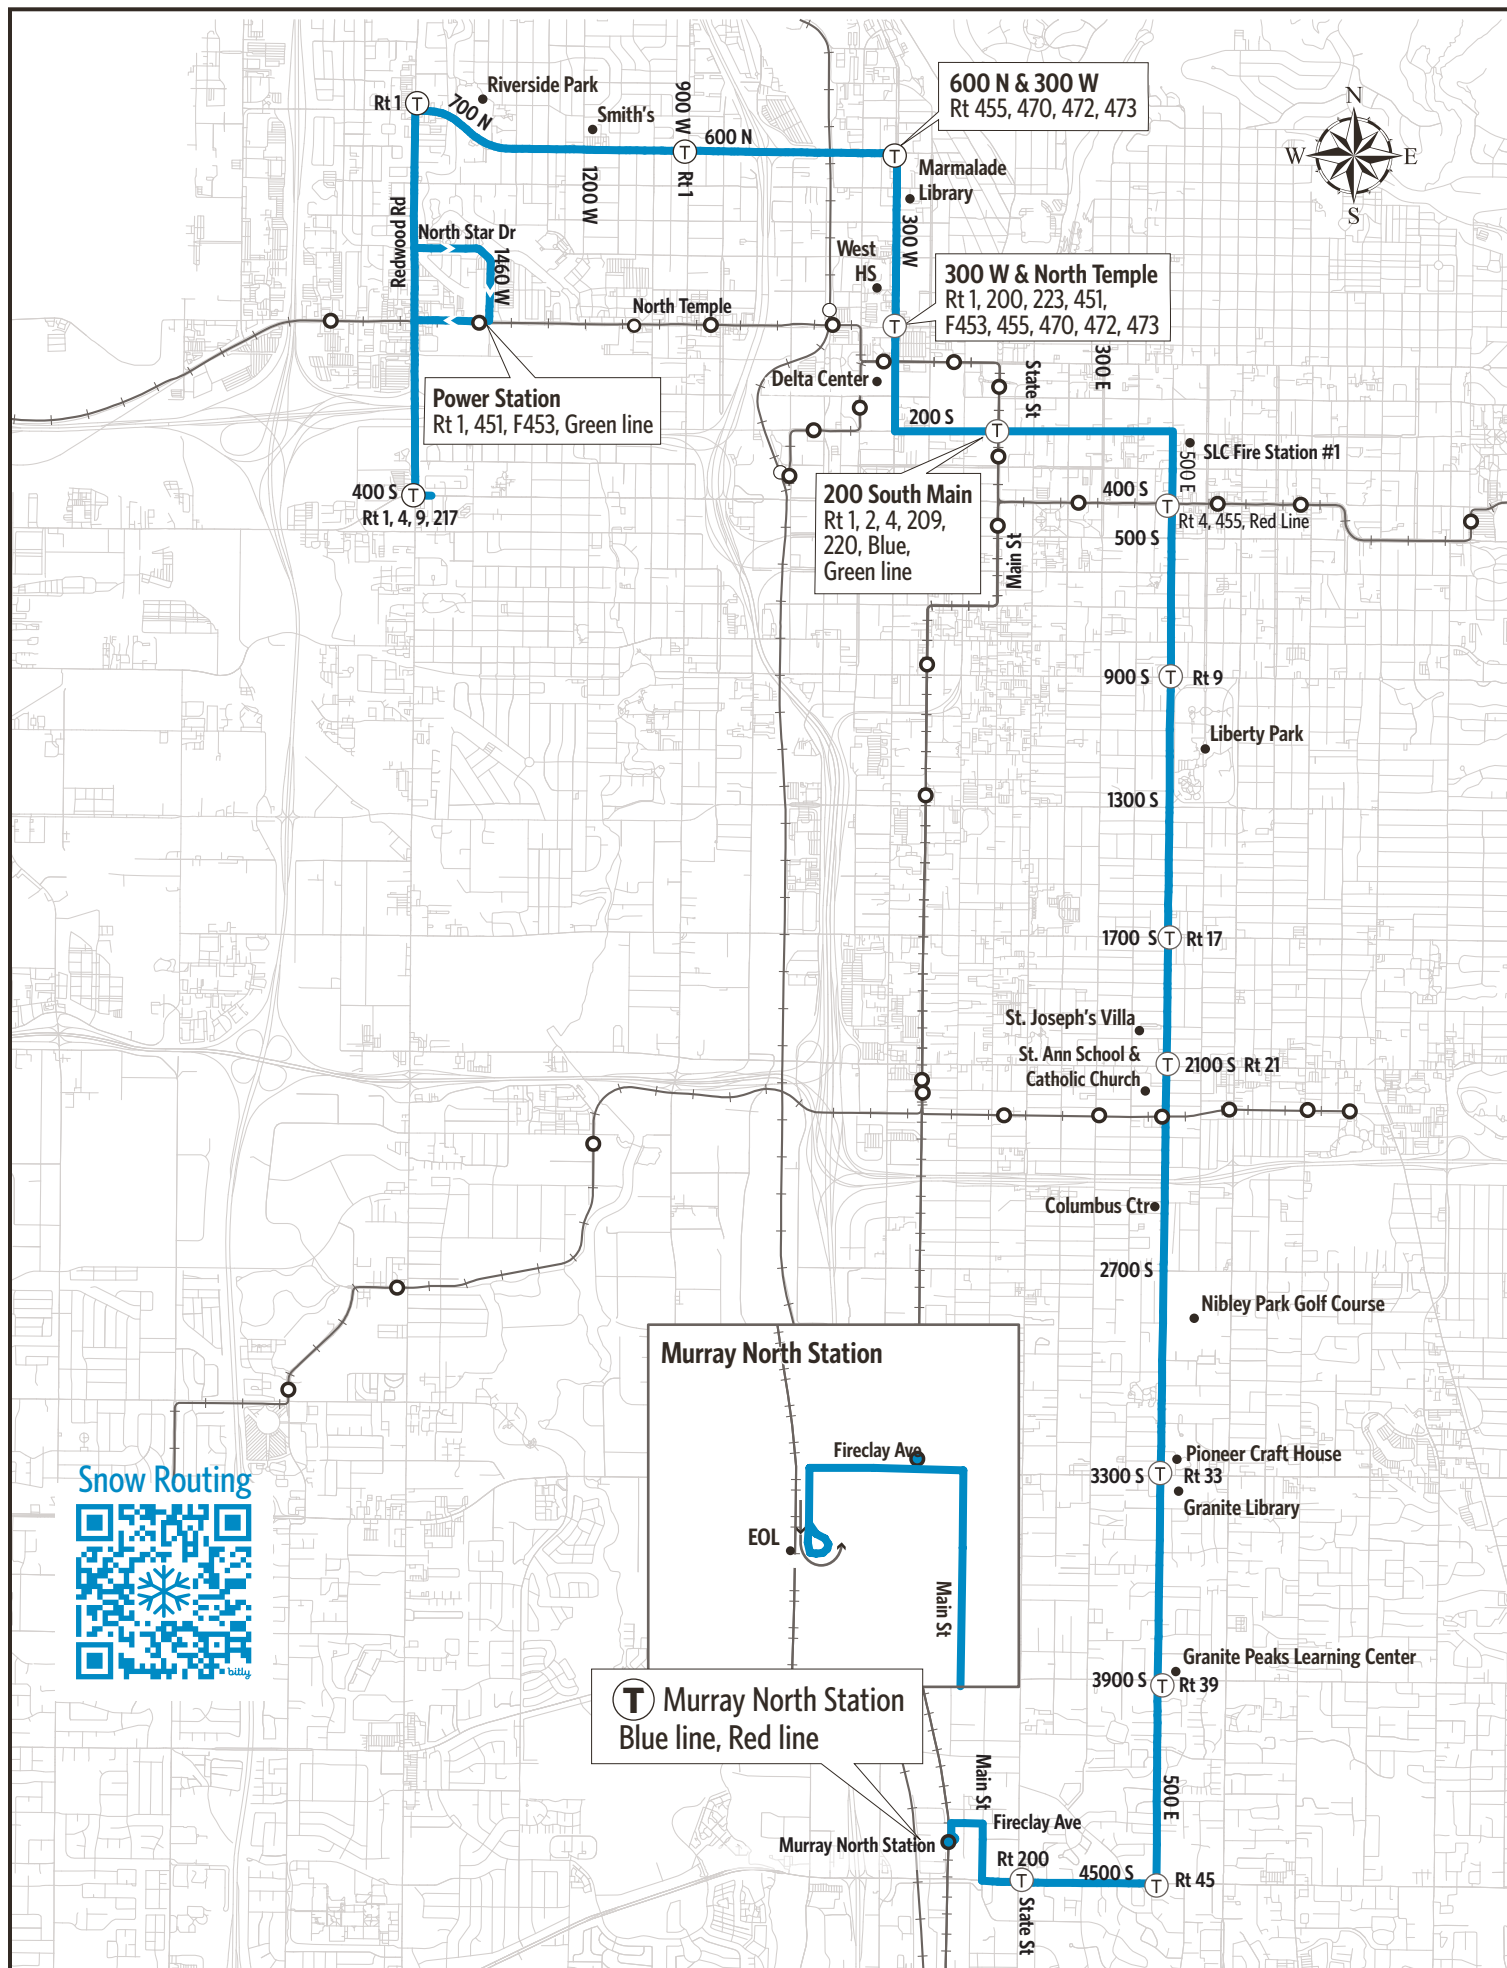 600 N & 300 W
Rt 455, 470, 472, 473
N
W
E
S
Riverside Park
Rt 1
T
700 N
Smith's
900 W
600 N
T
Rt 1
1200 W
T
Marmalade
Library
300 W
Redwood Rd
North Star Dr
1460 W
West
HS
300 W & North Temple
Rt 1, 200, 223, 451,
F453, 455, 470, 472, 473
T
North Temple
300 E
State St
Delta Center
Power Station
Rt 1, 451, F453, Green line
200 S
T
SLC Fire Station #1
500 E
400 S
T
Rt 1, 4, 9, 217
200 South Main
Rt 1, 2, 4, 209,
220, Blue,
Green line
400 S
T
Rt 4, 455, Red Line
500 S
Main St
900 S
T
Rt 9
Liberty Park
1300 S
1700 S
T
Rt 17
St. Joseph's Villa
St. Ann School &
Catholic Church
T
2100 S Rt 21
Columbus Ctr
2700 S
Nibley Park Golf Course
Murray North Station
Fireclay Ave
EOL
Main St
Pioneer Craft House
3300 S
T
Rt 33
Granite Library
Snow Routing
bitly
Granite Peaks Learning Center
3900 S
T
Rt 39
T Murray North Station
Blue line, Red line
Main St
500 E
Fireclay Ave
Murray North Station
Rt 200
T
4500 S
T
Rt 45
State St